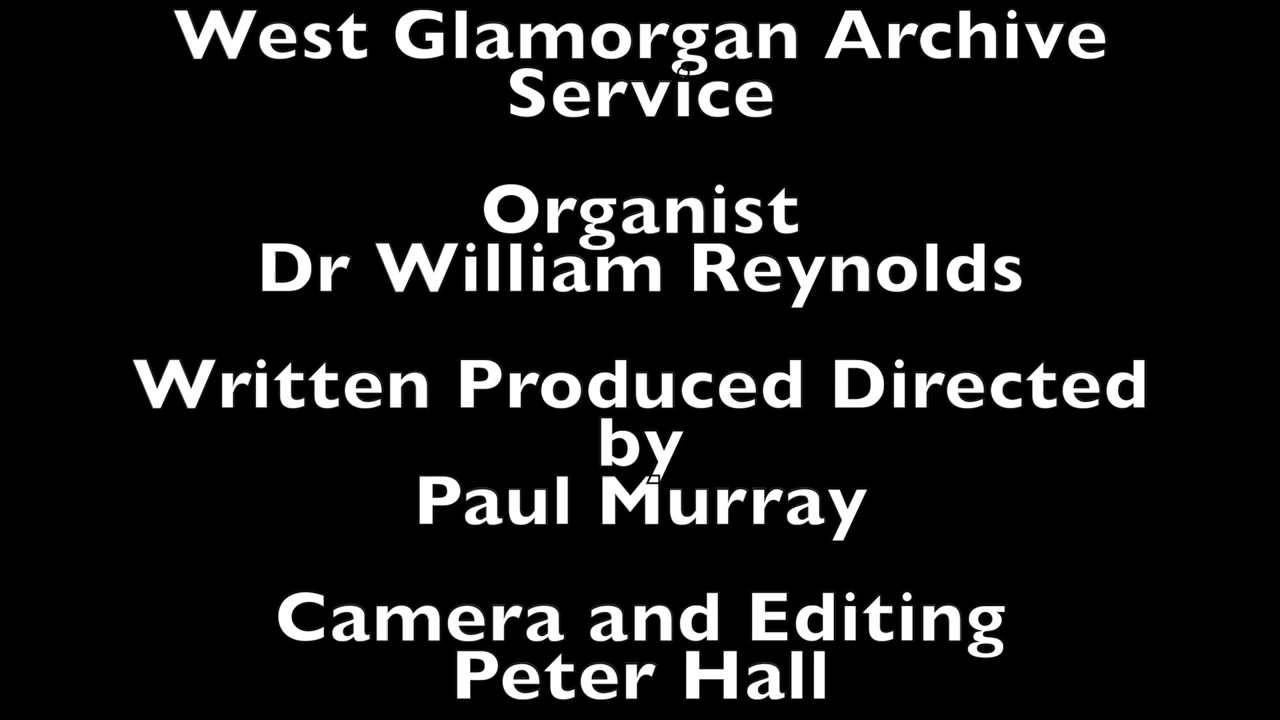 West Glamorgan Archive
Service
Organist
Dr William Reynolds
Written Produced Directed
by
Paul Murray
Camera and Editing
Peter Hall